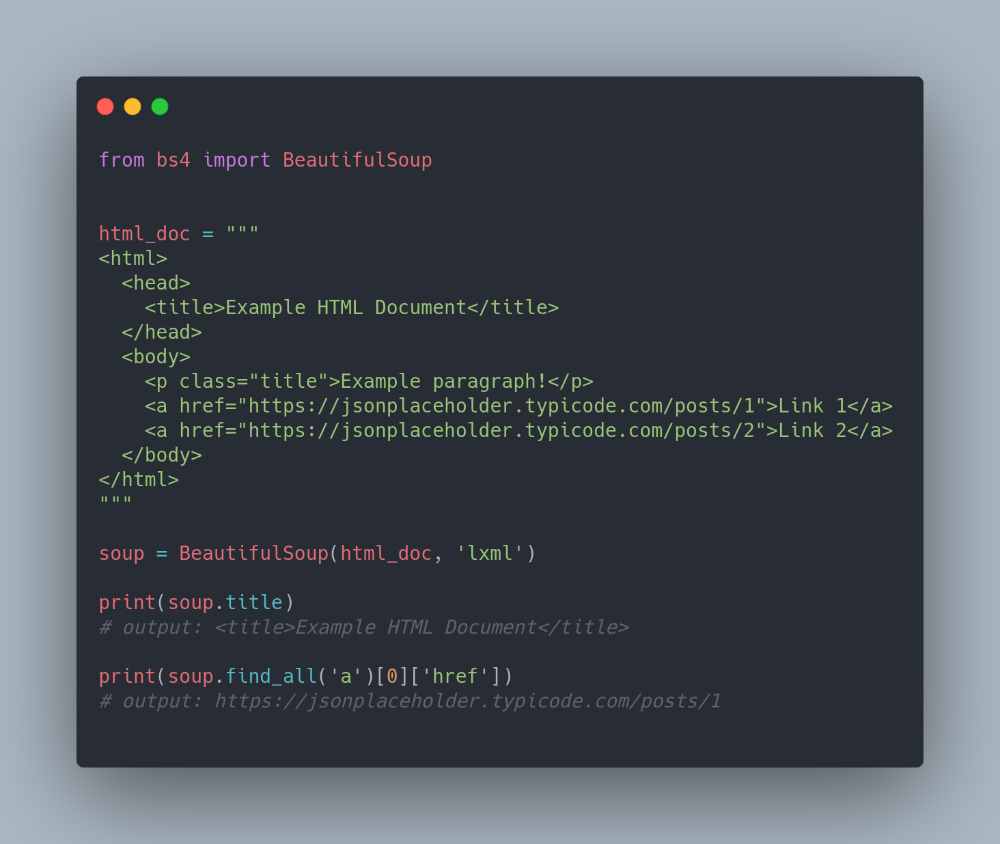 from bs4 import BeautifulSoup
html_doc = """
<html>
  <head>
    <title>Example HTML Document</title>
  </head>
  <body>
    <p class="title">Example paragraph!</p>
    <a href="https://jsonplaceholder.typicode.com/posts/1">Link 1</a>
    <a href="https://jsonplaceholder.typicode.com/posts/2">Link 2</a>
  </body>
</html>
"""
soup = BeautifulSoup(html_doc, 'lxml')
print(soup.title)
# output: <title>Example HTML Document</title>
print(soup.find_all('a')[0]['href'])
# output: https://jsonplaceholder.typicode.com/posts/1